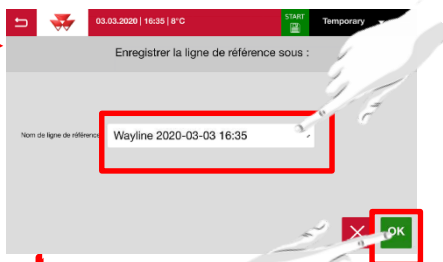 03.03.2020 | 16:35 | 8°C
START
Temporary
Enregistrer la ligne de référence sous :
Nom de ligne de référence
Wayline 2020-03-03 16:35
OK